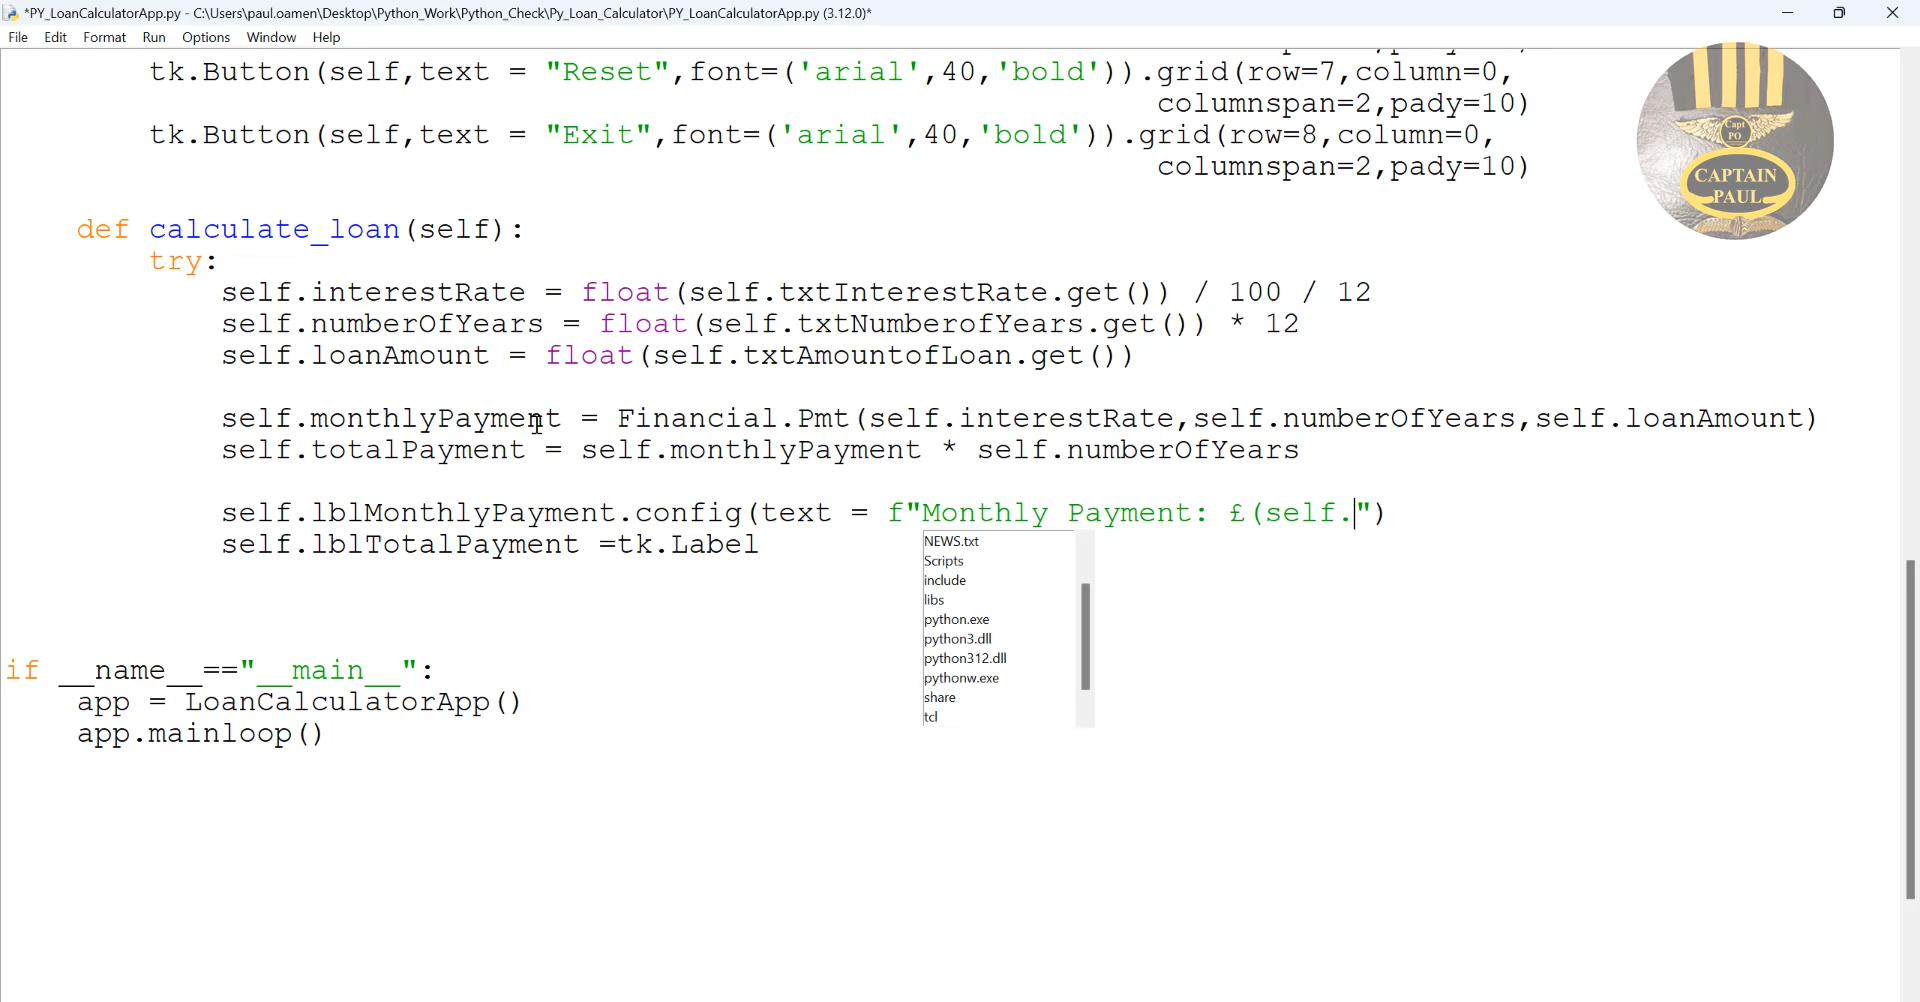 *PY_LoanCalculatorApp.py - C:\Users\paul.oamen\Desktop\Python_Work\Python_Check\Py_Loan_Calculator\PY_LoanCalculatorApp.py (3.12.0)*
File Edit Format Run Options Window Help
tk.Button(self,text = "Reset",font=('arial',40,'bold')).grid(row=7,column=0,
columnspan=2,pady=10)
tk.Button(self,text = "Exit",font=('arial',40,'bold')).grid(row=8,column=0,
columnspan=2,pady=10)
Capt
PO
CAPTAIN
PAUL
def calculate_loan(self):
try:
self.interestRate = float(self.txtInterestRate.get()) / 100 / 12
self.numberOfYears = float(self.txtNumberofYears.get()) * 12
self.loanAmount = float(self.txtAmountofLoan.get())
self.monthlyPayment = Financial.Pmt(self.interestRate,self.numberOfYears,self.loanAmount)
self.totalPayment = self.monthlyPayment * self.numberOfYears
self.lblMonthlyPayment.config(text = f"Monthly Payment: £(self.")
self.lblTotalPayment =tk.Label
NEWS.txt
Scripts
include
libs
python.exe
python3.dll
python312.dll
pythonw.exe
share
tcl
if __name__=="__main__":
app = LoanCalculatorApp()
app.mainloop()